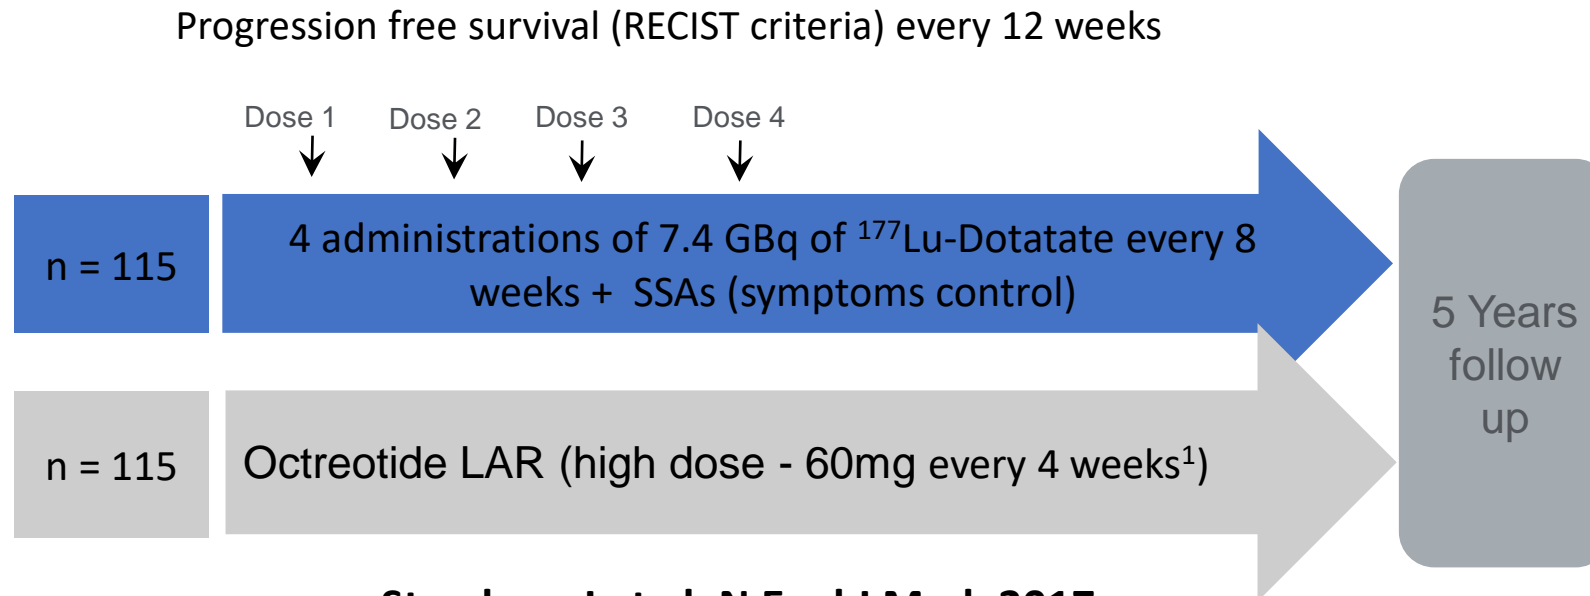 Progression free survival (RECIST criteria) every 12 weeks
Dose 1 Dose 2 Dose 3 Dose 4
n = 115
4 administrations of 7.4 GBq of ¹⁷⁷Lu-Dotatate every 8
weeks + SSAs (symptoms control)
n = 115
Octreotide LAR (high dose - 60mg every 4 weeks¹)
5 Years
follow
up